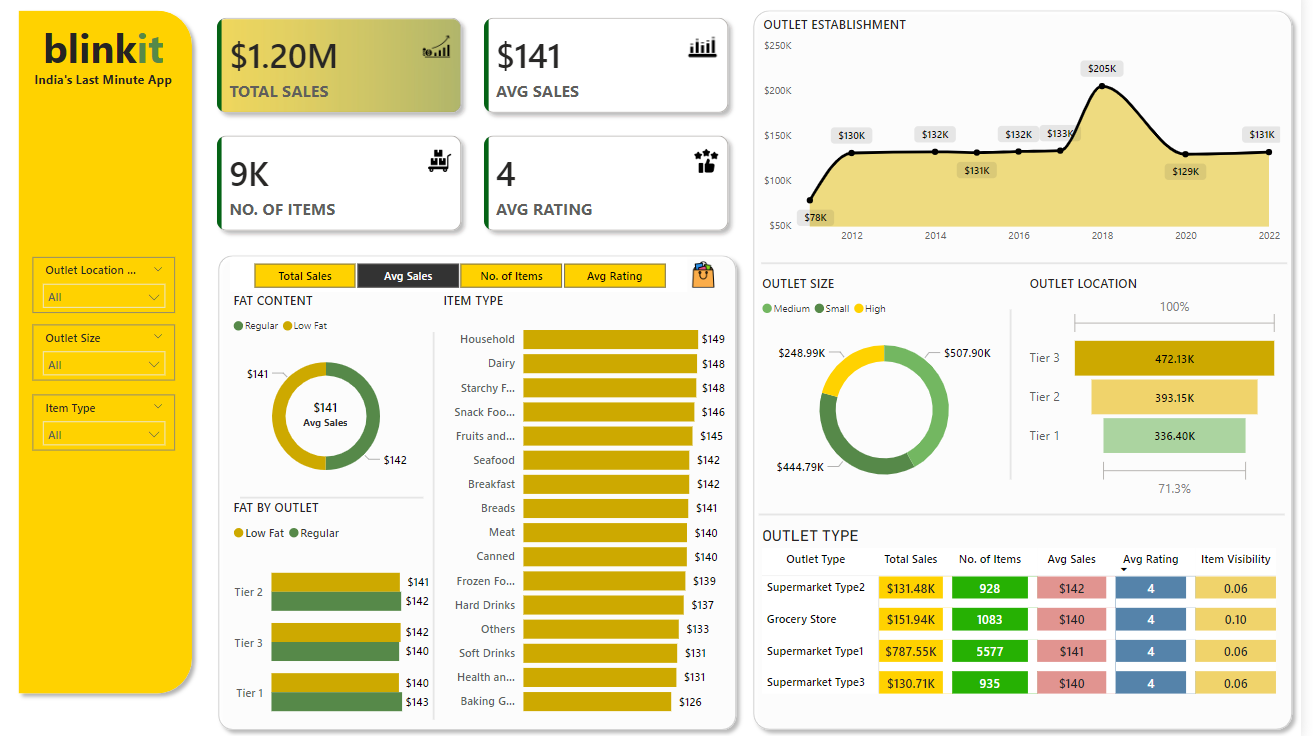 blinkit
India's Last Minute App
Outlet Location ...
All
Outlet Size
All
Item Type
All
$1.20M
TOTAL SALES
$141
AVG SALES
9K
NO. OF ITEMS
4
AVG RATING
Total Sales
Avg Sales
No. of Items
Avg Rating
FAT CONTENT
Regular
Low Fat
$141
$141
Avg Sales
$142
FAT BY OUTLET
Low Fat
Regular
Tier 2
$141
$142
Tier 3
$142
$140
Tier 1
$140
$143
ITEM TYPE
Household $149
Dairy $148
Starchy F... $148
Snack Foo... $146
Fruits and... $145
Seafood $142
Breakfast $142
Breads $141
Meat $140
Canned $140
Frozen Fo... $139
Hard Drinks $137
Others $133
Soft Drinks $131
Health an... $131
Baking G... $126
OUTLET ESTABLISHMENT
$250K
$200K
$150K
$100K
$50K
$78K
$130K
$132K
$131K
$132K
$133K
$205K
$129K
$131K
2012 2014 2016 2018 2020 2022
OUTLET SIZE
Medium Small High
$248.99K
$507.90K
$444.79K
OUTLET LOCATION
100%
Tier 3 472.13K
Tier 2 393.15K
Tier 1 336.40K
71.3%
OUTLET TYPE
Outlet Type Total Sales No. of Items Avg Sales Avg Rating Item Visibility
Supermarket Type2 $131.48K 928 $142 4 0.06
Grocery Store $151.94K 1083 $140 4 0.10
Supermarket Type1 $787.55K 5577 $141 4 0.06
Supermarket Type3 $130.71K 935 $140 4 0.06